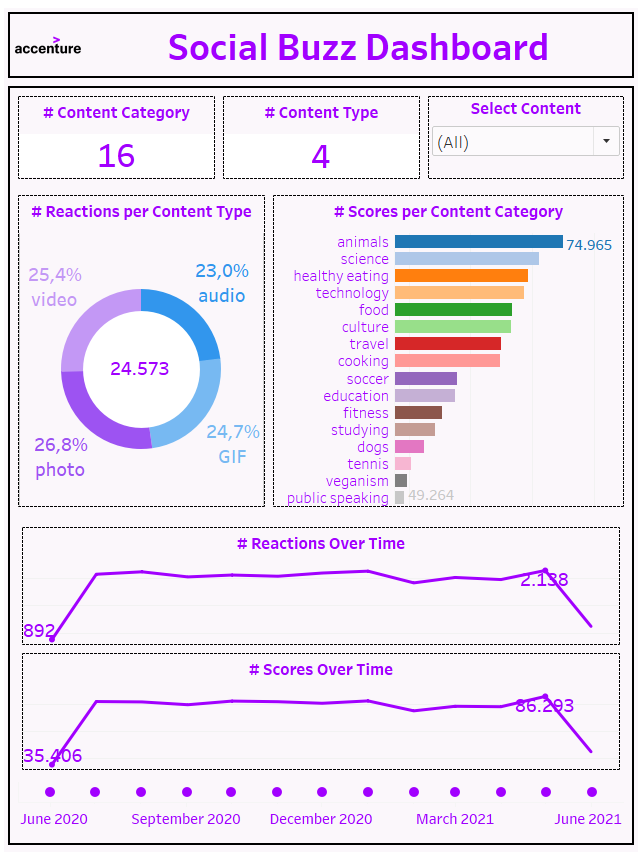 accenture
Social Buzz Dashboard
# Content Category
16
# Content Type
4
Select Content
(All)
# Reactions per Content Type
25,4%
video
23,0%
audio
24.573
26,8%
photo
24,7%
GIF
# Scores per Content Category
animals 74.965
science
healthy eating
technology
food
culture
travel
cooking
soccer
education
fitness
studying
dogs
tennis
veganism
public speaking 49.264
# Reactions Over Time
892
2.138
# Scores Over Time
35.406
86.293
June 2020 September 2020 December 2020 March 2021 June 2021